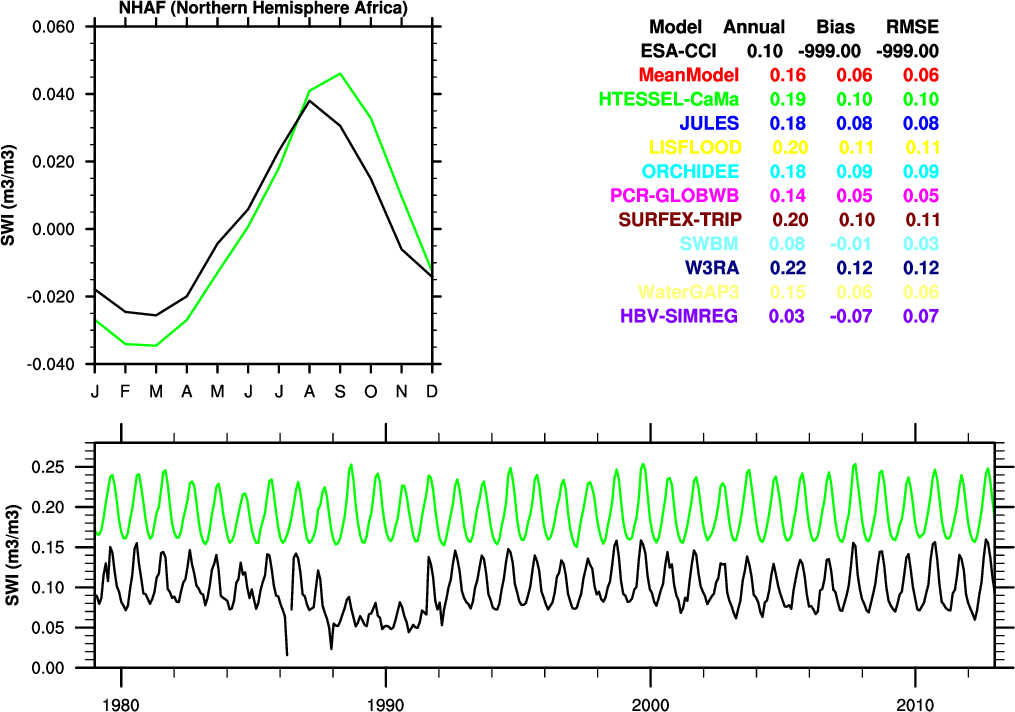 NHAF (Northern Hemisphere Africa)
0.060
0.040
0.020
0.000
-0.020
-0.040
SWI (m3/m3)
J F M A M J J A S O N D
Model Annual Bias RMSE
ESA-CCI 0.10 -999.00 -999.00
MeanModel 0.16 0.06 0.06
HTESSEL-CaMa 0.19 0.10 0.10
JULES 0.18 0.08 0.08
LISFLOOD 0.20 0.11 0.11
ORCHIDEE 0.18 0.09 0.09
PCR-GLOBWB 0.14 0.05 0.05
SURFEX-TRIP 0.20 0.10 0.11
SWBM 0.08 -0.01 0.03
W3RA 0.22 0.12 0.12
WaterGAP3 0.15 0.06 0.06
HBV-SIMREG 0.03 -0.07 0.07
0.25
0.20
0.15
0.10
0.05
0.00
SWI (m3/m3)
1980 1990 2000 2010